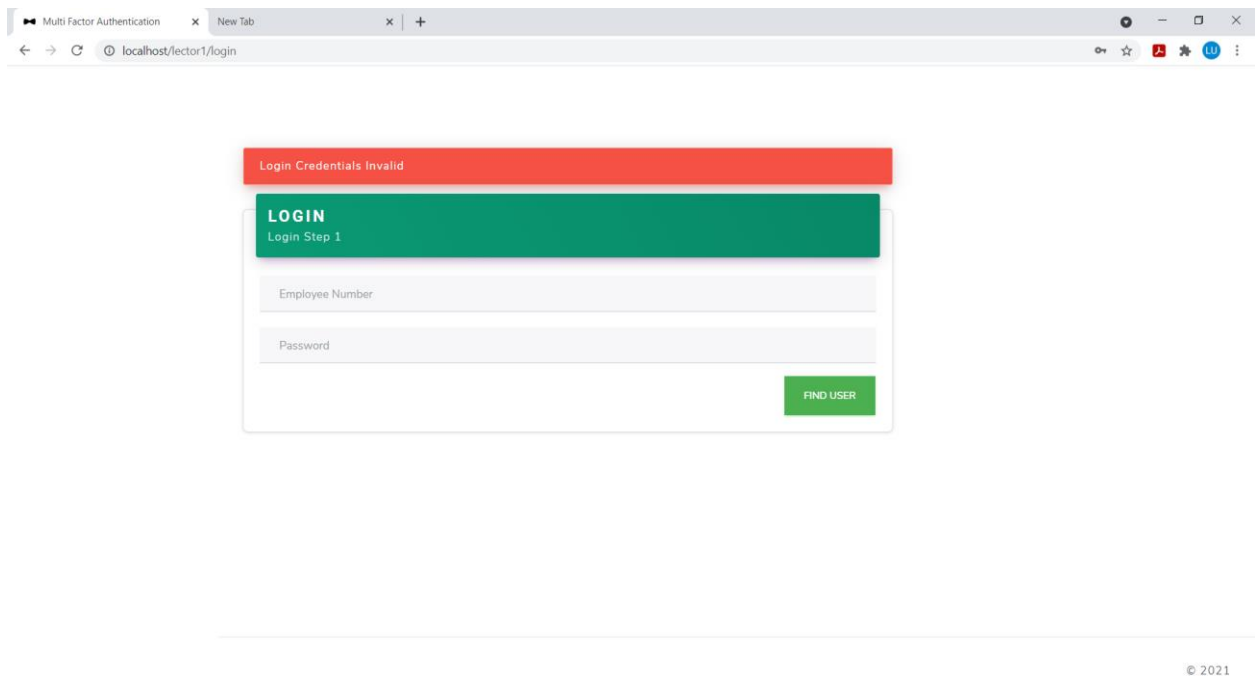 Multi Factor Authentication
New Tab
localhost/lector1/login
LU
Login Credentials Invalid
LOGIN
Login Step 1
Employee Number
Password
FIND USER
© 2021